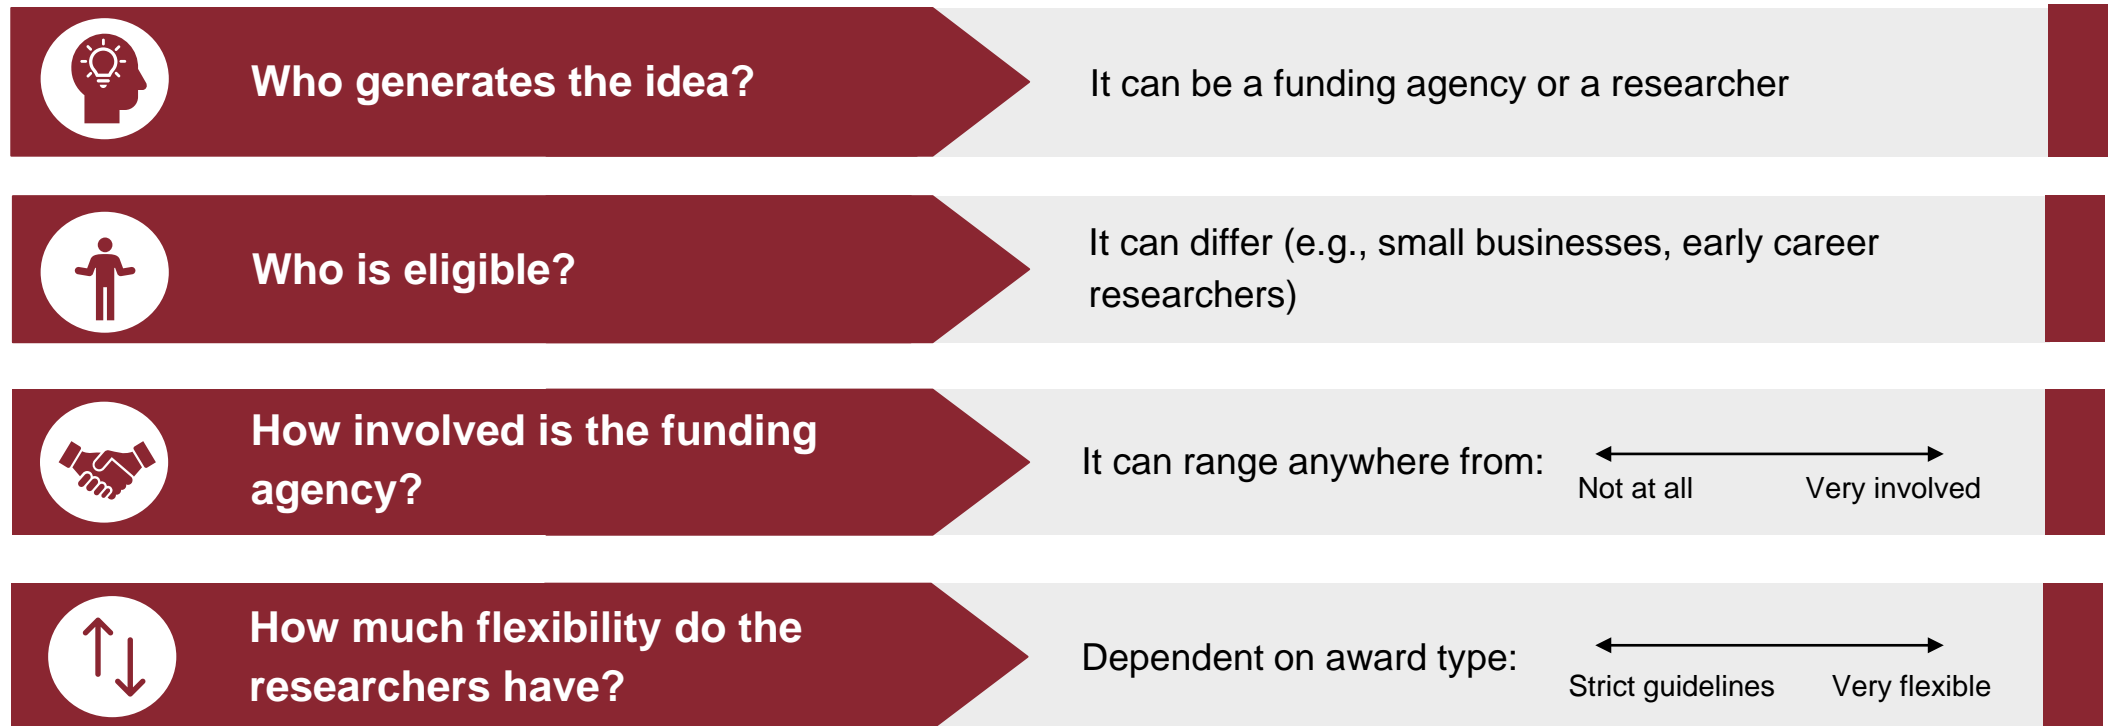 Who generates the idea?
It can be a funding agency or a researcher
Who is eligible?
It can differ (e.g., small businesses, early career
researchers)
How involved is the funding
agency?
It can range anywhere from:
Not at all
Very involved
How much flexibility do the
researchers have?
Dependent on award type:
Strict guidelines
Very flexible